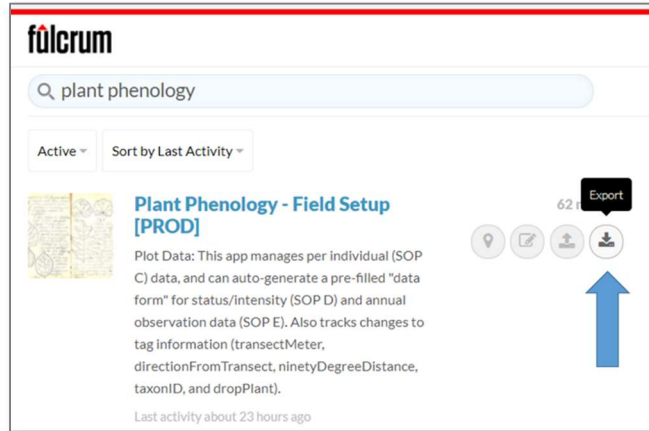 fûlcrum
plant phenology
Active Sort by Last Activity
Plant Phenology - Field Setup
[PROD]
Export
Plot Data: This app manages per individual (SOP
C) data, and can auto-generate a pre-filled "data
form" for status/intensity (SOP D) and annual
observation data (SOP E). Also tracks changes to
tag information (transectMeter,
directionFromTransect, ninetyDegreeDistance,
taxonID, and dropPlant).
Last activity about 23 hours ago
62